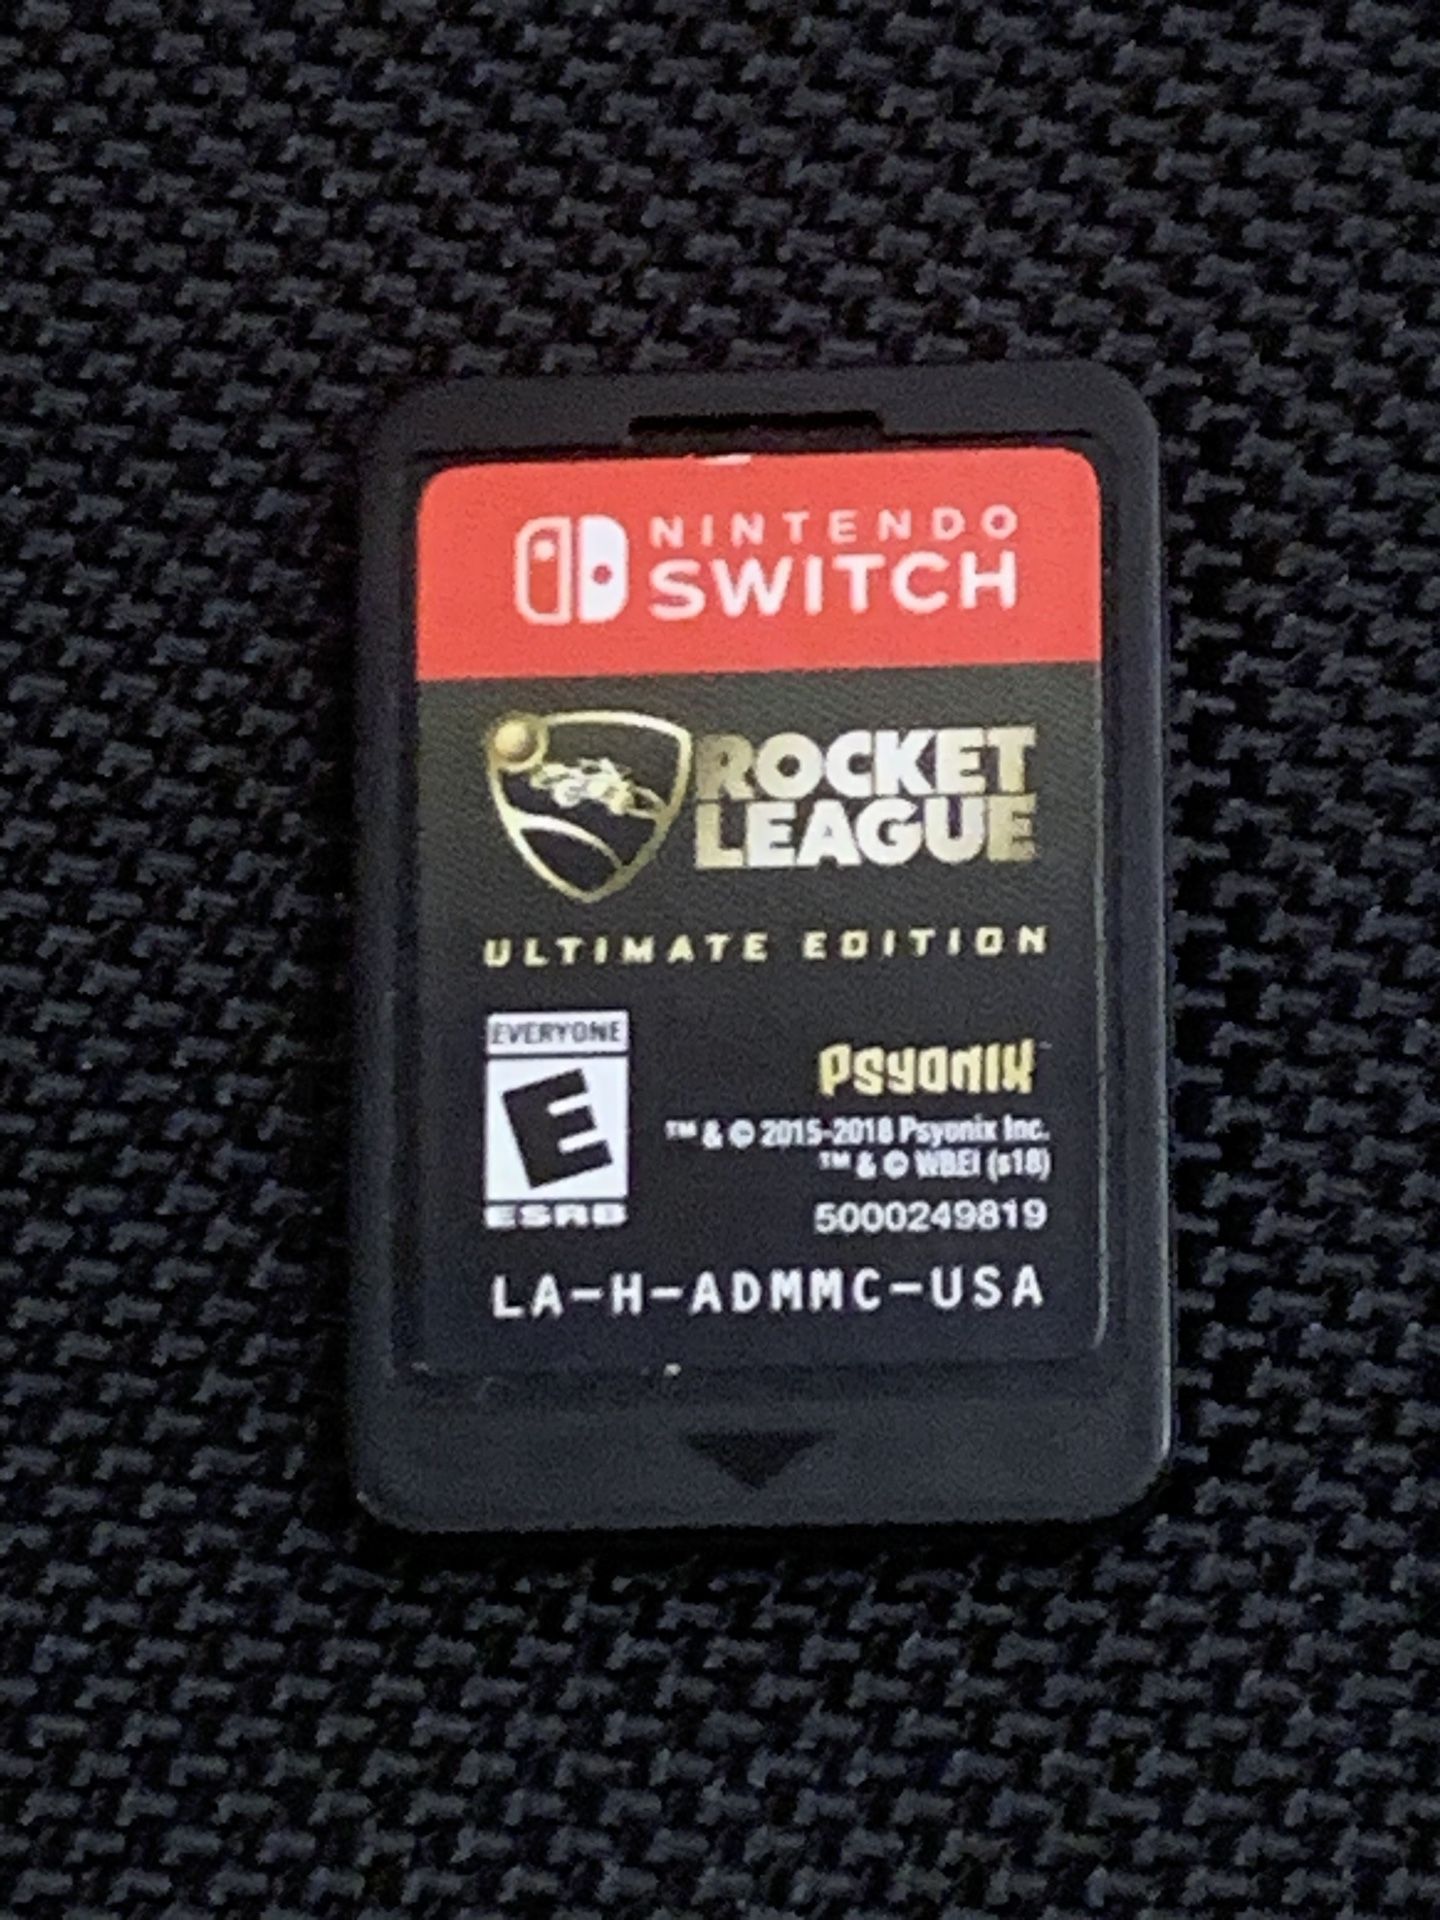 NINTENDO
SWITCH
ROCKET
LEAGUE
ULTIMATE EDITION
EVERYONE
E
ESRB
PSYONIX
™ & © 2015-2018 Psyonix Inc.
™ & © WBEI (s18)
5000249819
LA-H-ADMMC-USA